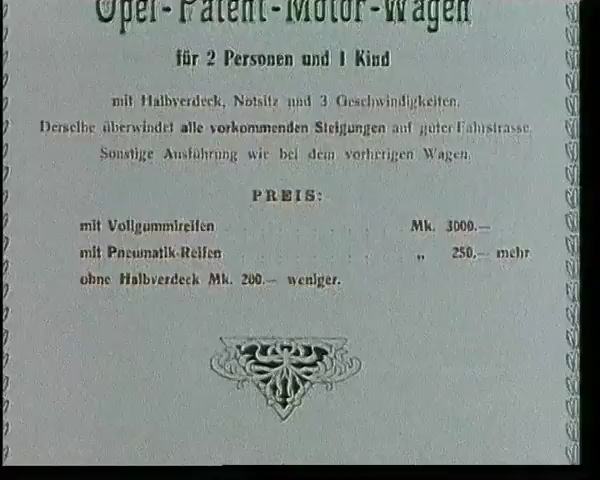 Opel-Patent-Motor-Wagen
für 2 Personen und 1 Kind
mit Halbverdeck, Notsitz und 3 Geschwindigkeiten.
Derselbe überwindet alle vorkommenden Steigungen auf guter Fahrstrasse.
Sonstige Ausführung wie bei dem vorherigen Wagen.
PREIS:
mit Vollgummireifen . . . . . . . Mk. 3000.—
mit Pneumatik-Reifen . . . . . . . „ 250.— mehr
ohne Halbverdeck Mk. 200.— weniger.